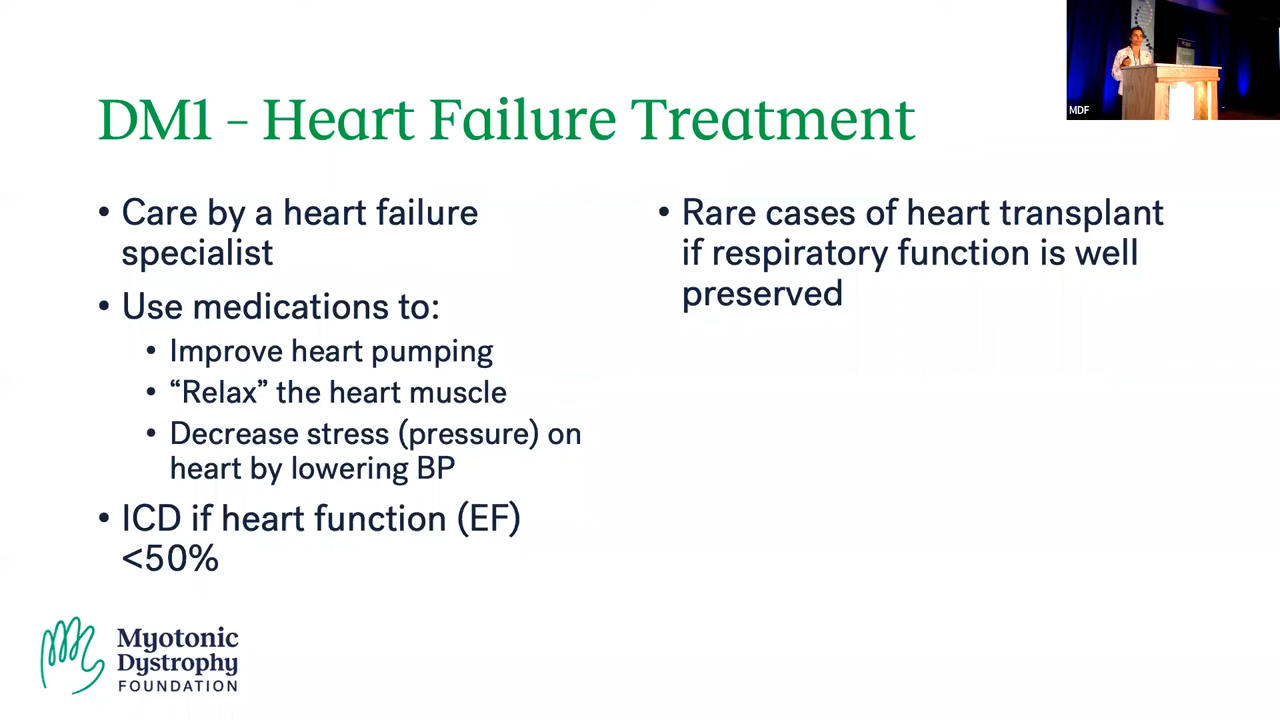 MDF
DM1 – Heart Failure Treatment
• Care by a heart failure
specialist
• Use medications to:
• Improve heart pumping
• “Relax” the heart muscle
• Decrease stress (pressure) on
heart by lowering BP
• ICD if heart function (EF)
<50%
• Rare cases of heart transplant
if respiratory function is well
preserved
Myotonic
Dystrophy
FOUNDATION